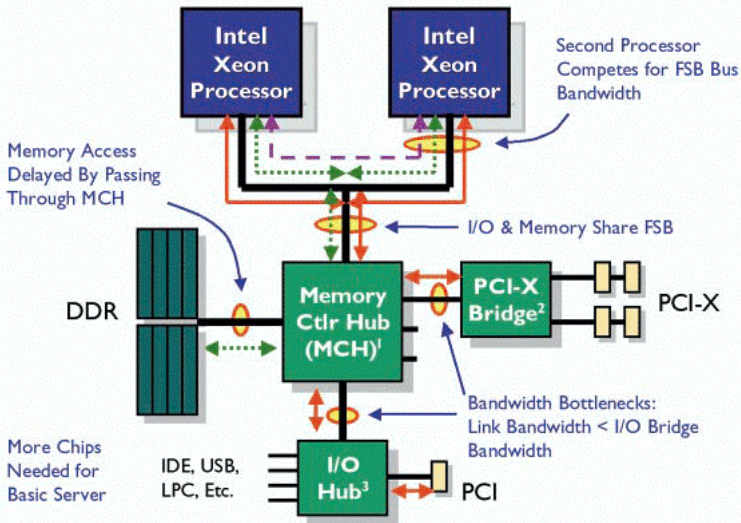 Intel
Xeon
Processor
Intel
Xeon
Processor
Second Processor
Competes for FSB Bus
Bandwidth
Memory Access
Delayed By Passing
Through MCH
I/O & Memory Share FSB
DDR
Memory
Ctlr Hub
(MCH)¹
PCI-X
Bridge²
PCI-X
Bandwidth Bottlenecks:
Link Bandwidth < I/O Bridge
Bandwidth
More Chips
Needed for
Basic Server
IDE, USB,
LPC, Etc.
I/O
Hub³
PCI